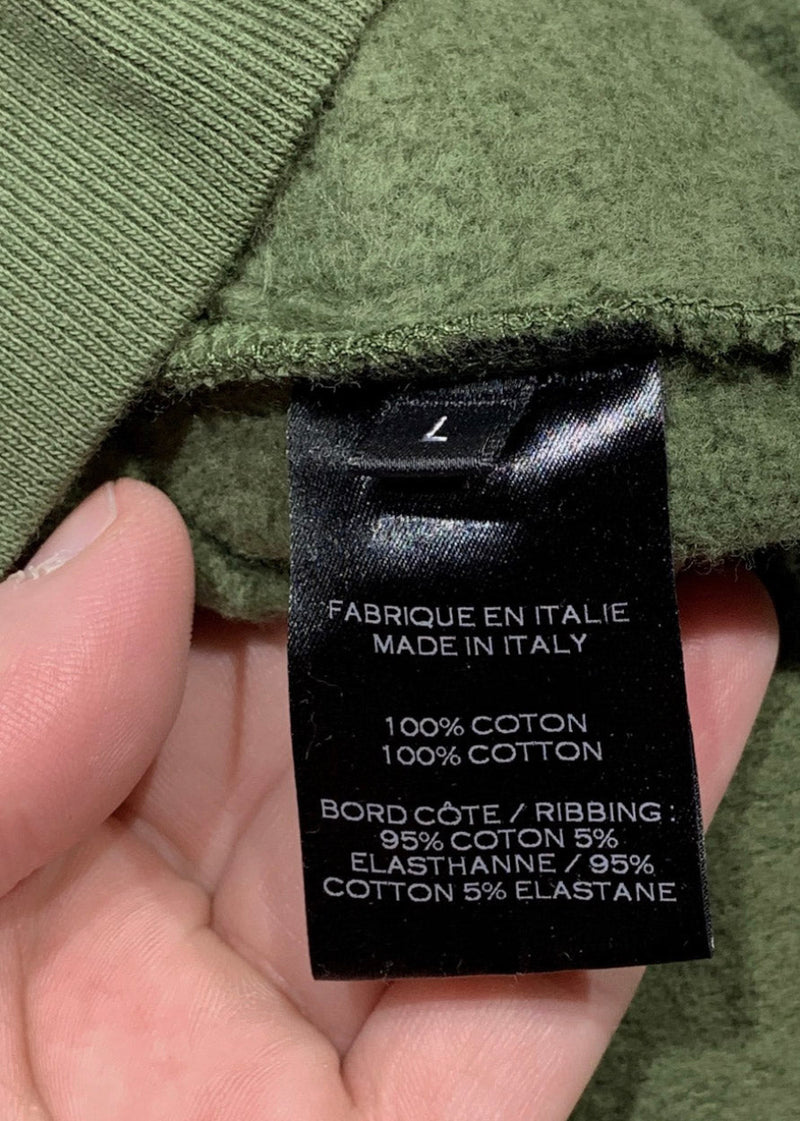 L
FABRIQUE EN ITALIE
MADE IN ITALY
100% COTON
100% COTTON
BORD CÔTE / RIBBING :
95% COTON 5%
ELASTHANNE / 95%
COTTON 5% ELASTANE